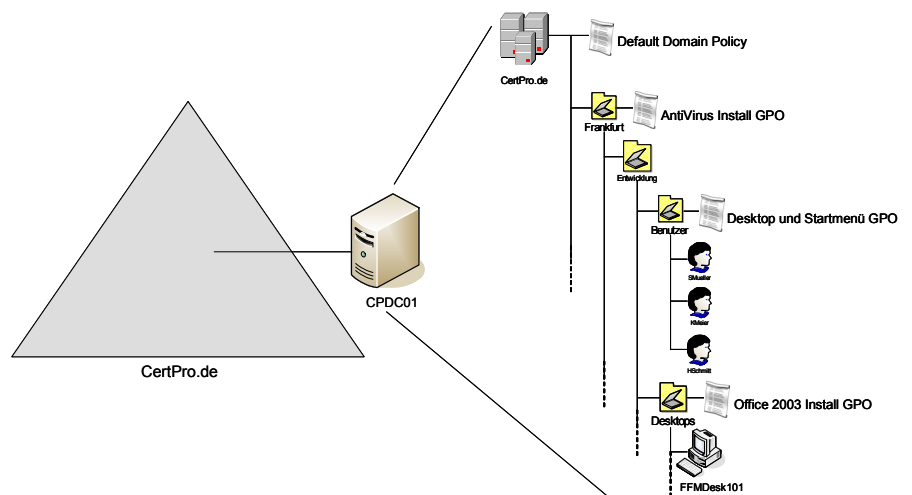 Default Domain Policy
CertPro.de
AntiVirus Install GPO
Frankfurt
Entwicklung
Desktop und Startmenü GPO
Benutzer
SMueller
KMeier
HSchmitt
CPDC01
CertPro.de
Office 2003 Install GPO
Desktops
FFMDesk101